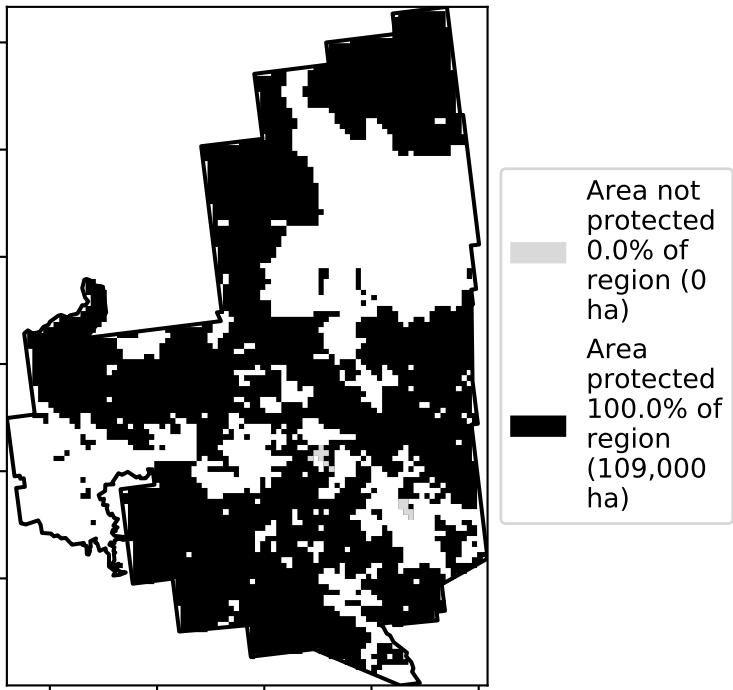 Area not
protected
0.0% of
region (0
ha)
Area
protected
100.0% of
region
(109,000
ha)